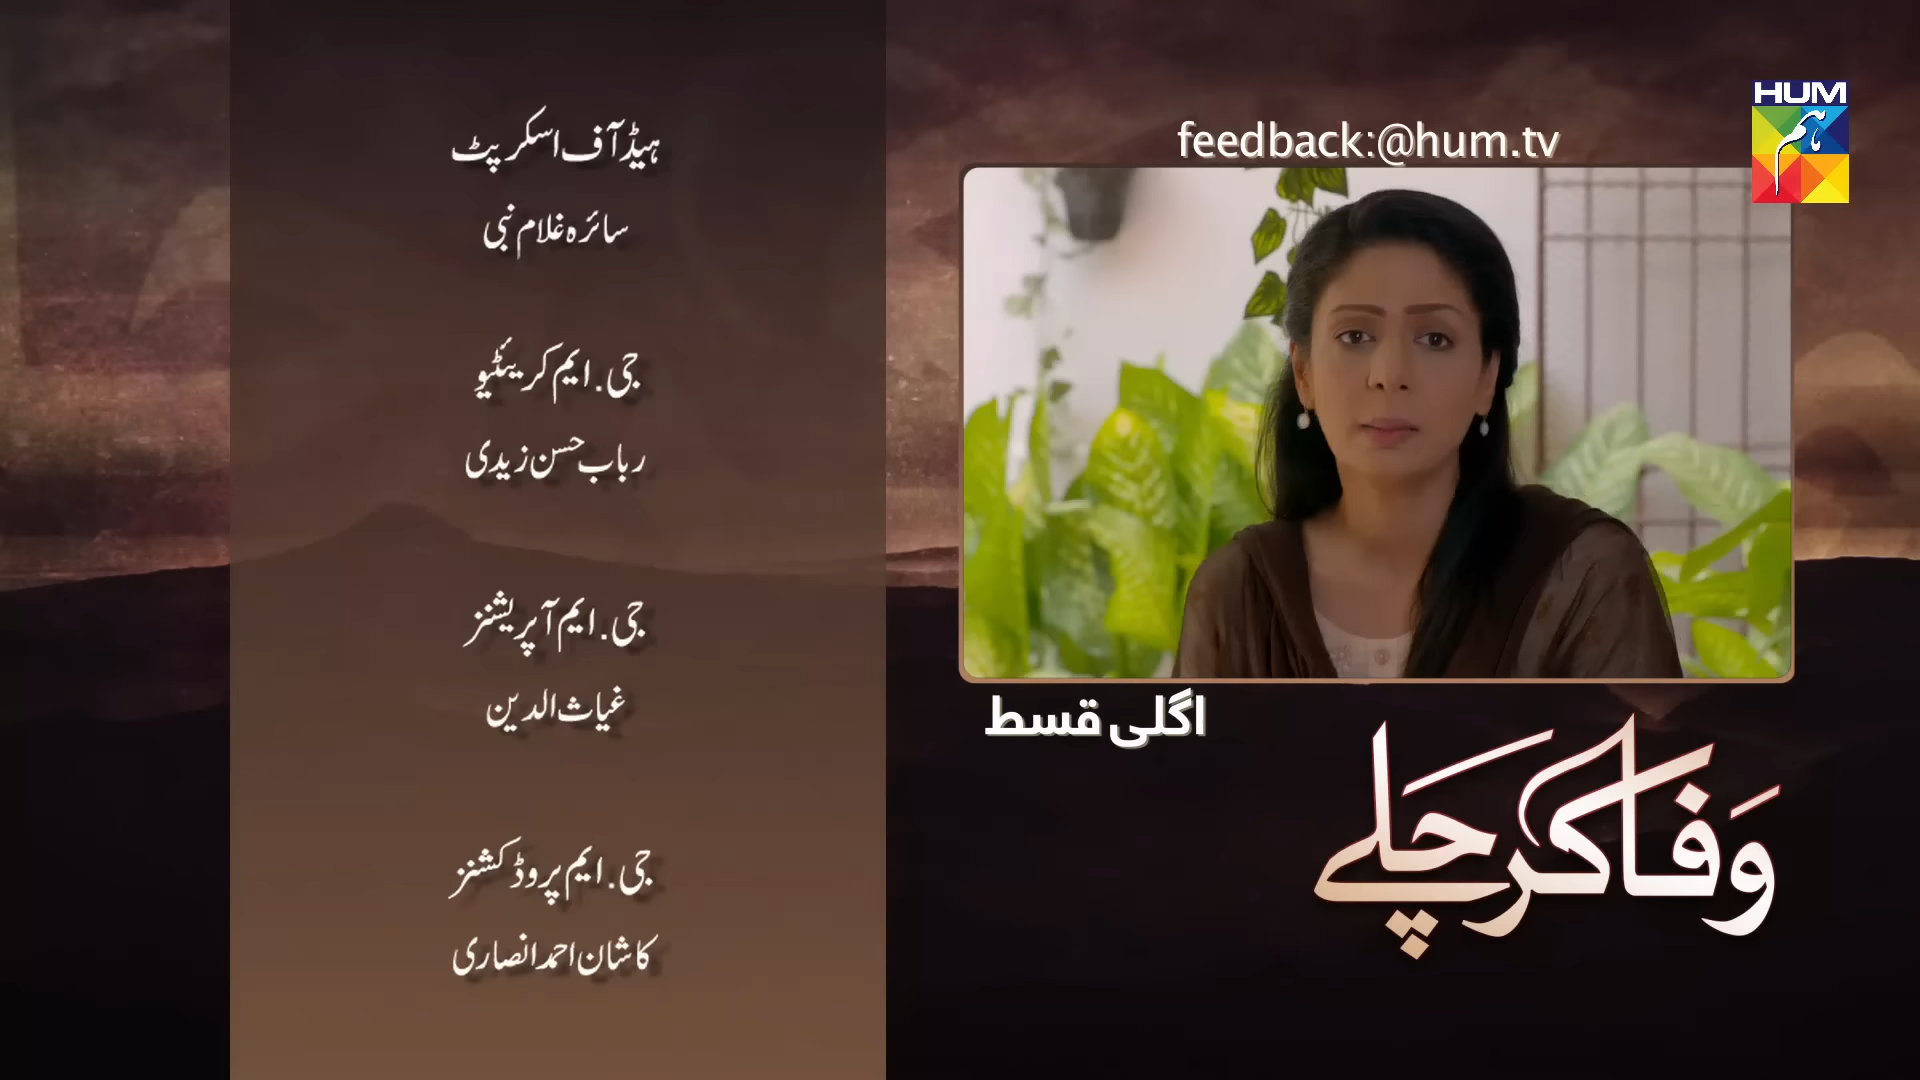 ہیڈ آف اسکرپٹ
سائرہ غلام نبی
جی. ایم کریئٹیو
رباب حسن زیدی
جی. ایم آپریشنز
غیاث الدین
جی. ایم پروڈکشنز
کاشان احمد انصاری
feedback:@hum.tv
HUM
ہم
اگلی قسط
وفا کر چلے